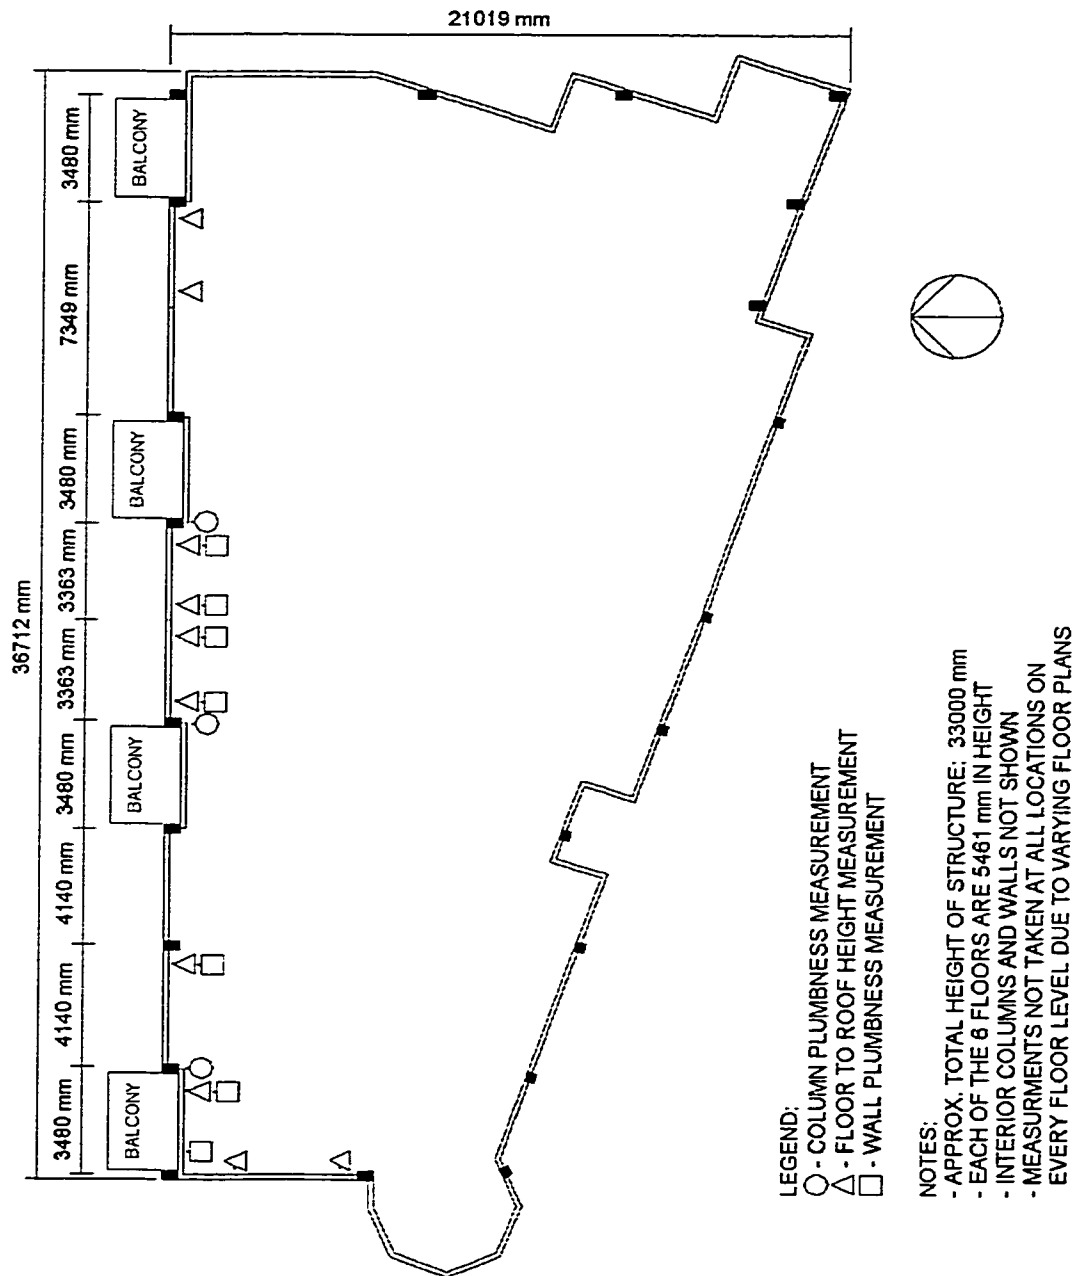 21019 mm
36712 mm
3480 mm
4140 mm
4140 mm
3480 mm
3363 mm
3363 mm
3480 mm
7349 mm
3480 mm
BALCONY
BALCONY
BALCONY
BALCONY
LEGEND:
- COLUMN PLUMBNESS MEASUREMENT
- FLOOR TO ROOF HEIGHT MEASUREMENT
- WALL PLUMBNESS MEASUREMENT
NOTES:
- APPROX. TOTAL HEIGHT OF STRUCTURE: 33000 mm
- EACH OF THE 6 FLOORS ARE 5461 mm IN HEIGHT
- INTERIOR COLUMNS AND WALLS NOT SHOWN
- MEASURMENTS NOT TAKEN AT ALL LOCATIONS ON
EVERY FLOOR LEVEL DUE TO VARYING FLOOR PLANS